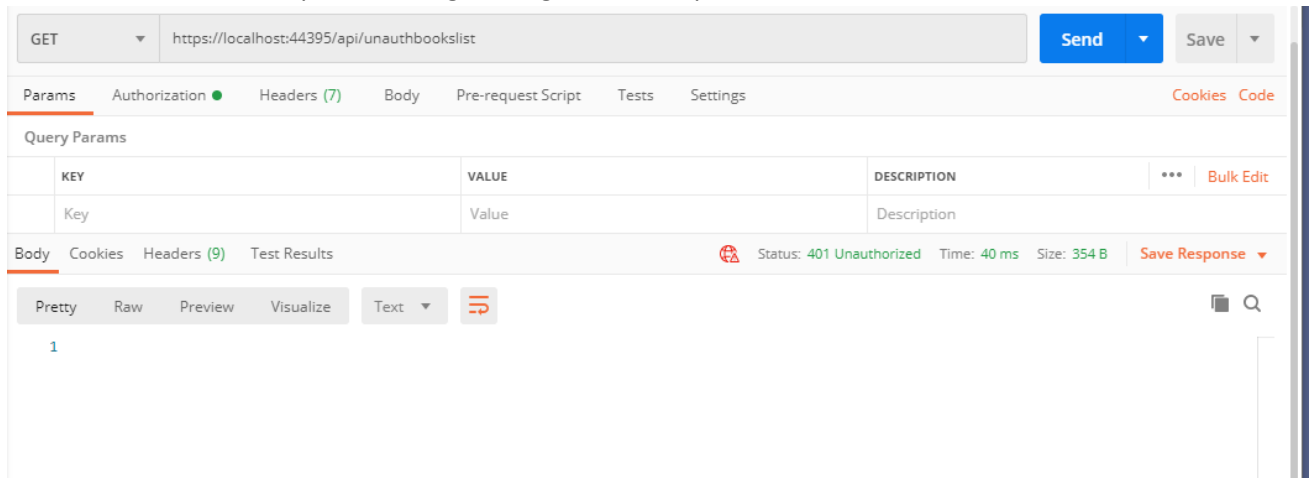 GET https://localhost:44395/api/unauthbookslist Send Save
Params Authorization Headers (7) Body Pre-request Script Tests Settings Cookies Code
Query Params
KEY VALUE DESCRIPTION ••• Bulk Edit
Key Value Description
Body Cookies Headers (9) Test Results Status: 401 Unauthorized Time: 40 ms Size: 354 B Save Response
Pretty Raw Preview Visualize Text
1